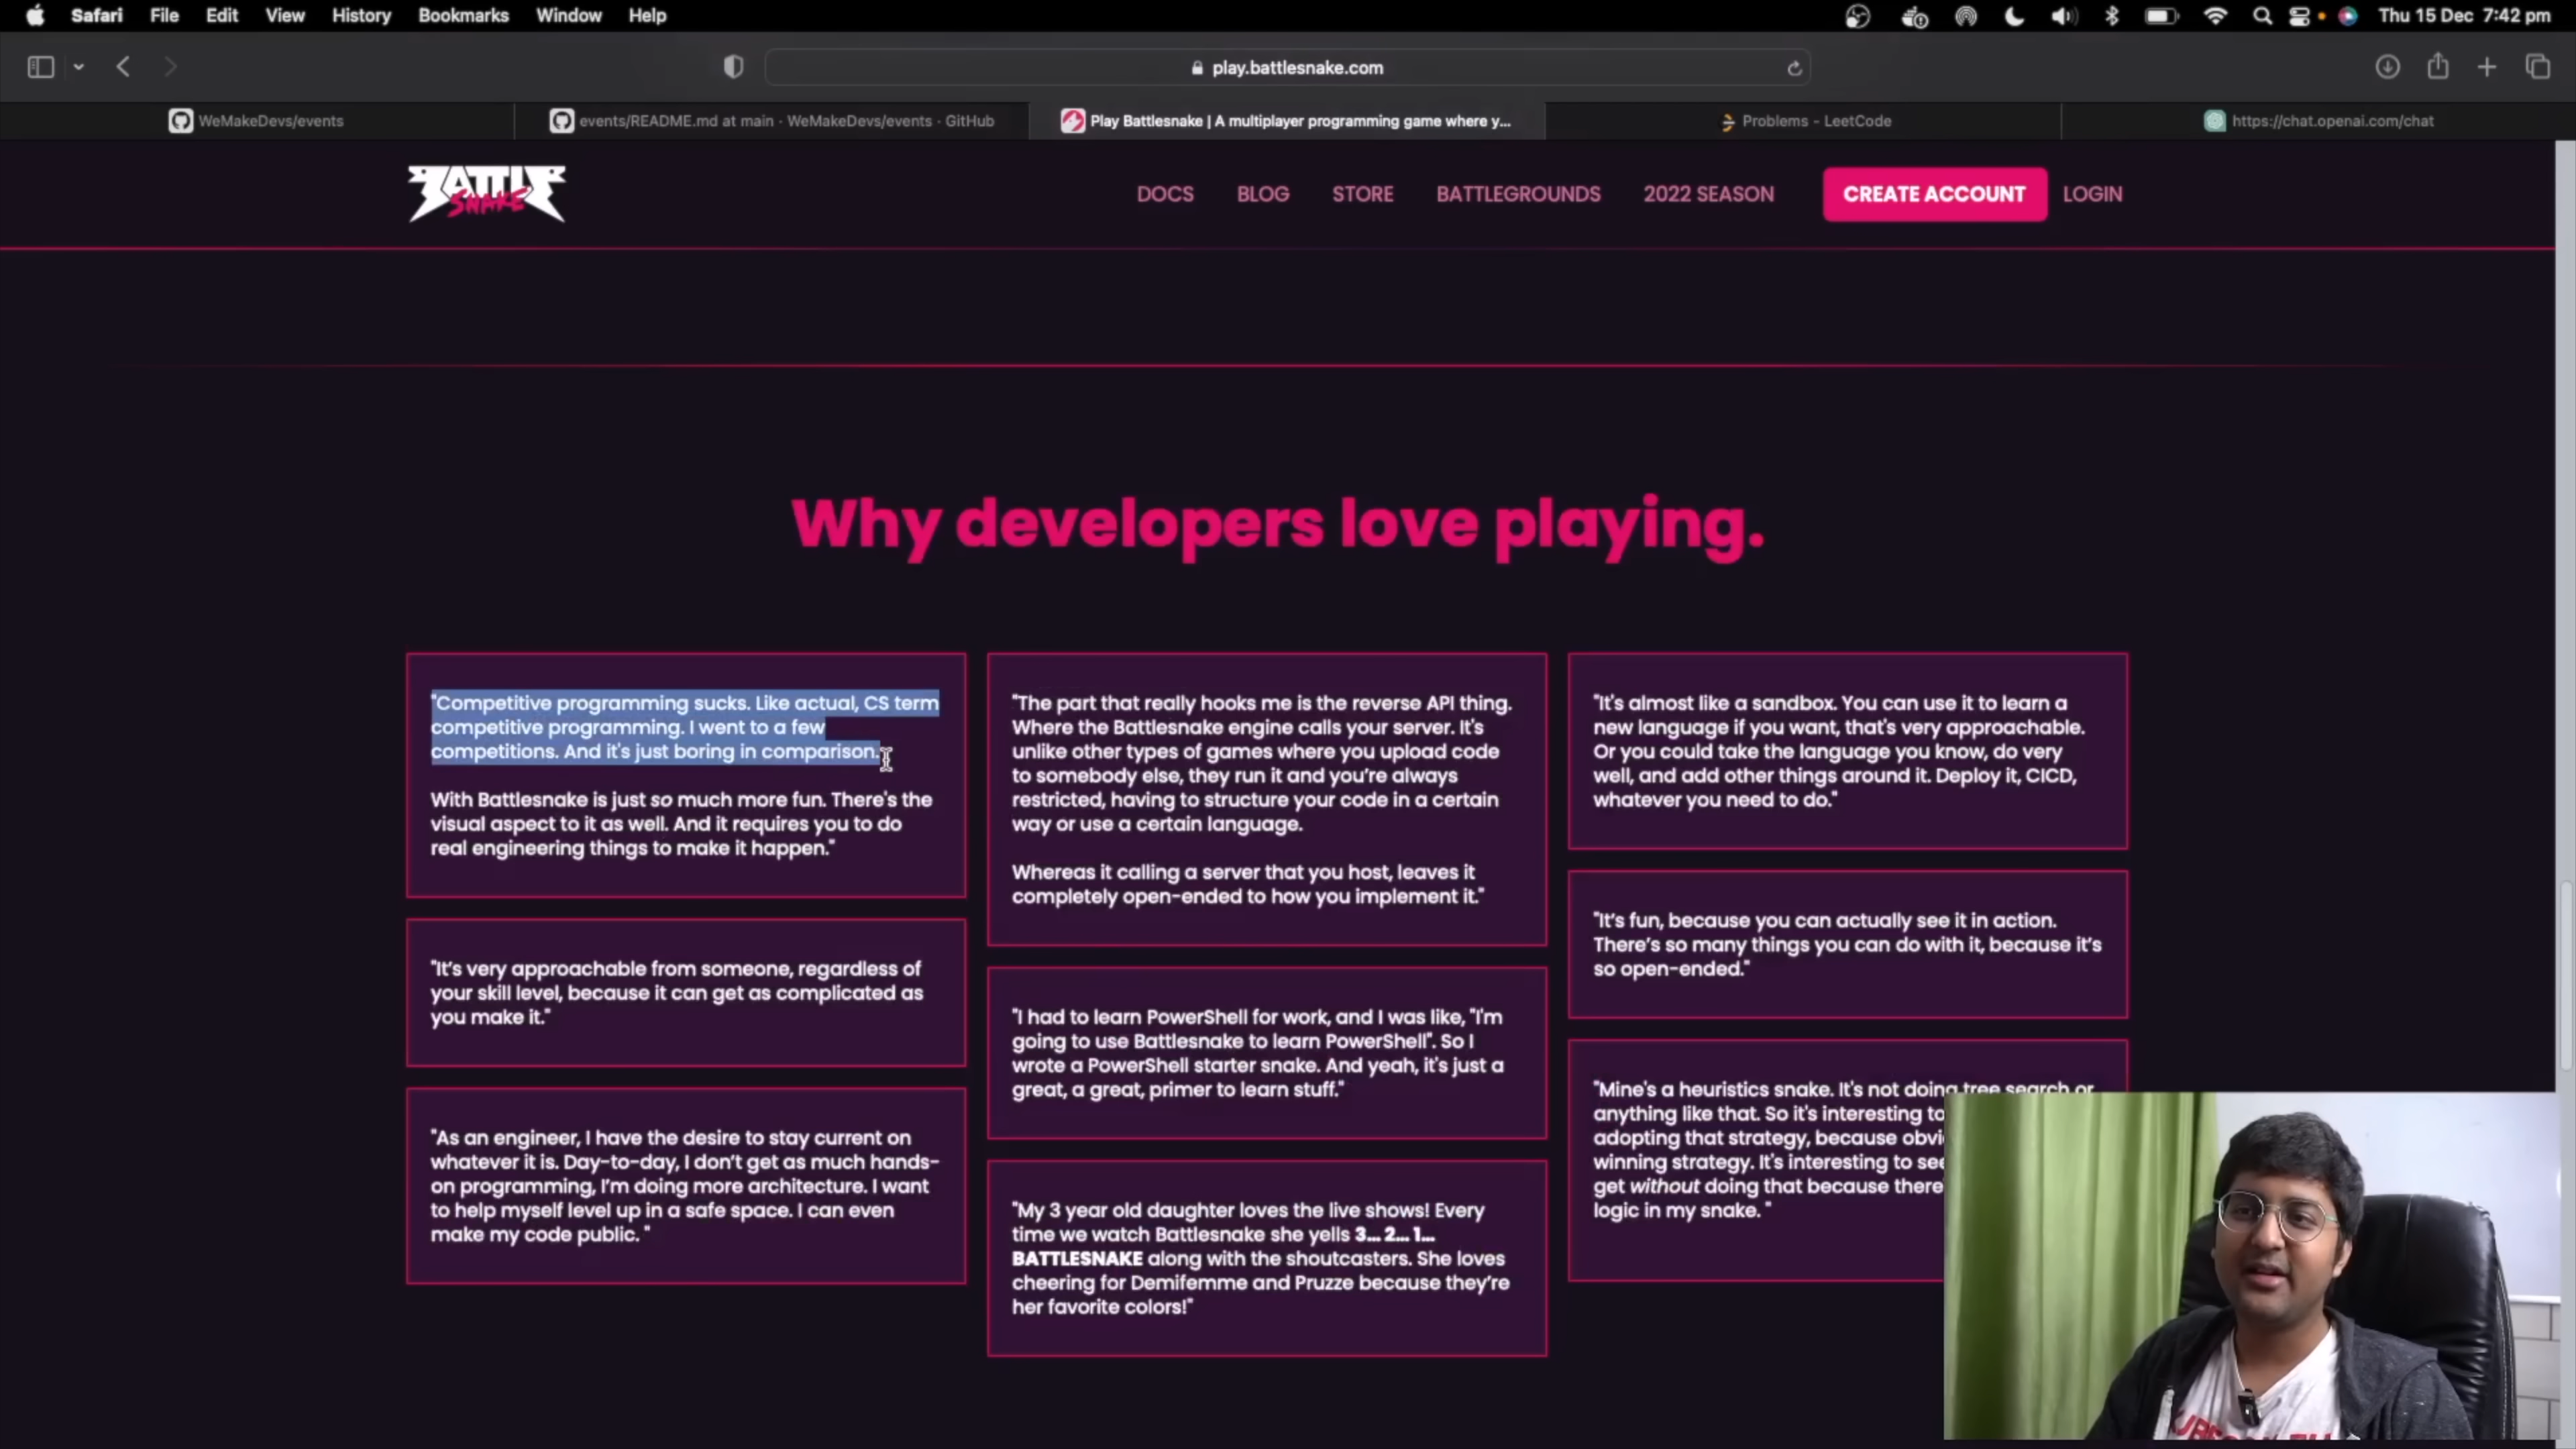 Safari File Edit View History Bookmarks Window Help Thu 15 Dec 7:42 pm
play.battlesnake.com
WeMakeDevs/events
events/README.md at main · WeMakeDevs/events · GitHub
Play Battlesnake | A multiplayer programming game where y...
Problems - LeetCode
https://chat.openai.com/chat
BATTLE
SNAKE
DOCS BLOG STORE BATTLEGROUNDS 2022 SEASON CREATE ACCOUNT LOGIN
Why developers love playing.
"Competitive programming sucks. Like actual, CS term
competitive programming. I went to a few
competitions. And it's just boring in comparison.
With Battlesnake is just so much more fun. There's the
visual aspect to it as well. And it requires you to do
real engineering things to make it happen."
"It's very approachable from someone, regardless of
your skill level, because it can get as complicated as
you make it."
"As an engineer, I have the desire to stay current on
whatever it is. Day-to-day, I don't get as much hands-
on programming, I'm doing more architecture. I want
to help myself level up in a safe space. I can even
make my code public. "
"The part that really hooks me is the reverse API thing.
Where the Battlesnake engine calls your server. It's
unlike other types of games where you upload code
to somebody else, they run it and you're always
restricted, having to structure your code in a certain
way or use a certain language.
Whereas it calling a server that you host, leaves it
completely open-ended to how you implement it."
"I had to learn PowerShell for work, and I was like, "I'm
going to use Battlesnake to learn PowerShell". So I
wrote a PowerShell starter snake. And yeah, it's just a
great, a great, primer to learn stuff."
"My 3 year old daughter loves the live shows! Every
time we watch Battlesnake she yells 3... 2... 1...
BATTLESNAKE along with the shoutcasters. She loves
cheering for Demifemme and Pruzze because they're
her favorite colors!"
"It's almost like a sandbox. You can use it to learn a
new language if you want, that's very approachable.
Or you could take the language you know, do very
well, and add other things around it. Deploy it, CICD,
whatever you need to do."
"It's fun, because you can actually see it in action.
There's so many things you can do with it, because it's
so open-ended."
"Mine's a heuristics snake. It's not doing tree search or
anything like that. So it's interesting to
adopting that strategy, because obvi
winning strategy. It's interesting to see
get without doing that because there
logic in my snake. "